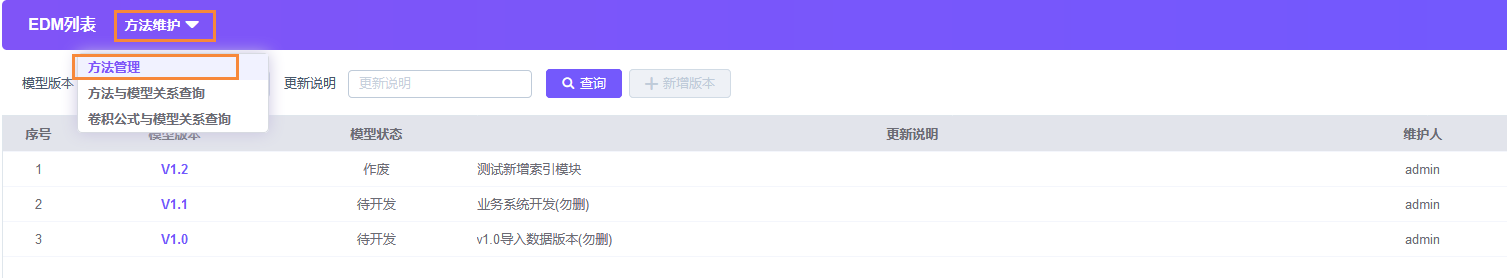 EDM列表 方法维护
方法管理
模型版本 更新说明 更新说明 查询 新增版本
方法与模型关系查询
卷积公式与模型关系查询
序号 模型版本 模型状态 更新说明 维护人
1 V1.2 作废 测试新增索引模块 admin
2 V1.1 待开发 业务系统开发(勿删) admin
3 V1.0 待开发 v1.0导入数据版本(勿删) admin